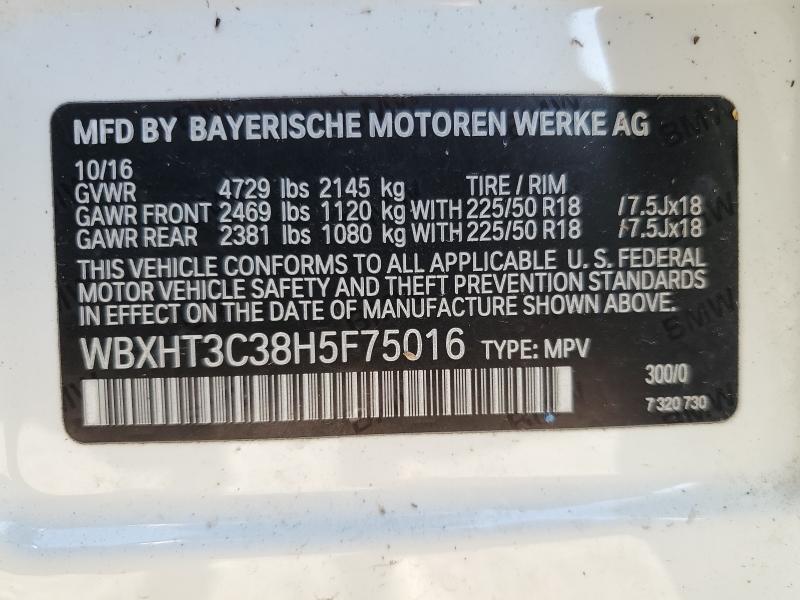 MFD BY BAYERISCHE MOTOREN WERKE AG
10/16
GVWR 4729 lbs 2145 kg TIRE / RIM
GAWR FRONT 2469 lbs 1120 kg WITH 225/50 R18 /7.5Jx18
GAWR REAR 2381 lbs 1080 kg WITH 225/50 R18 /7.5Jx18
THIS VEHICLE CONFORMS TO ALL APPLICABLE U. S. FEDERAL
MOTOR VEHICLE SAFETY AND THEFT PREVENTION STANDARDS
IN EFFECT ON THE DATE OF MANUFACTURE SHOWN ABOVE.
WBXHT3C38H5F75016 TYPE: MPV
300/0
7 320 730